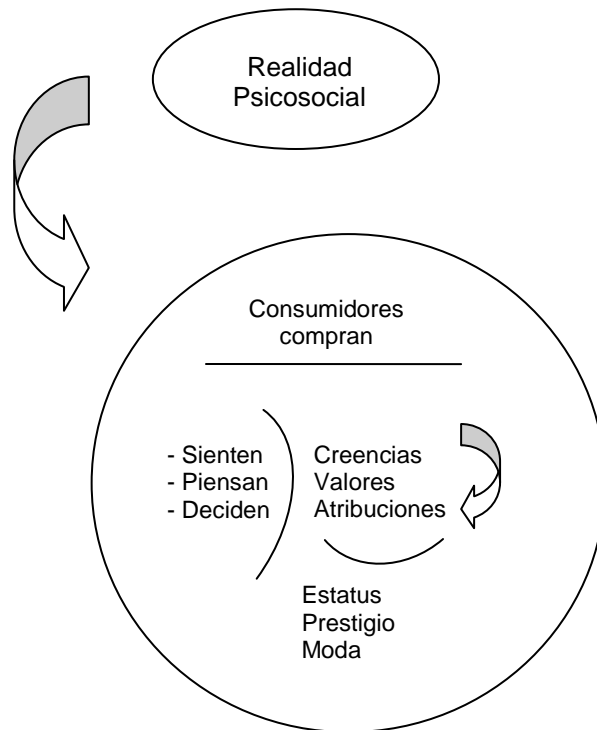 Realidad
Psicosocial
Consumidores
compran
- Sienten
- Piensan
- Deciden
Creencias
Valores
Atribuciones
Estatus
Prestigio
Moda